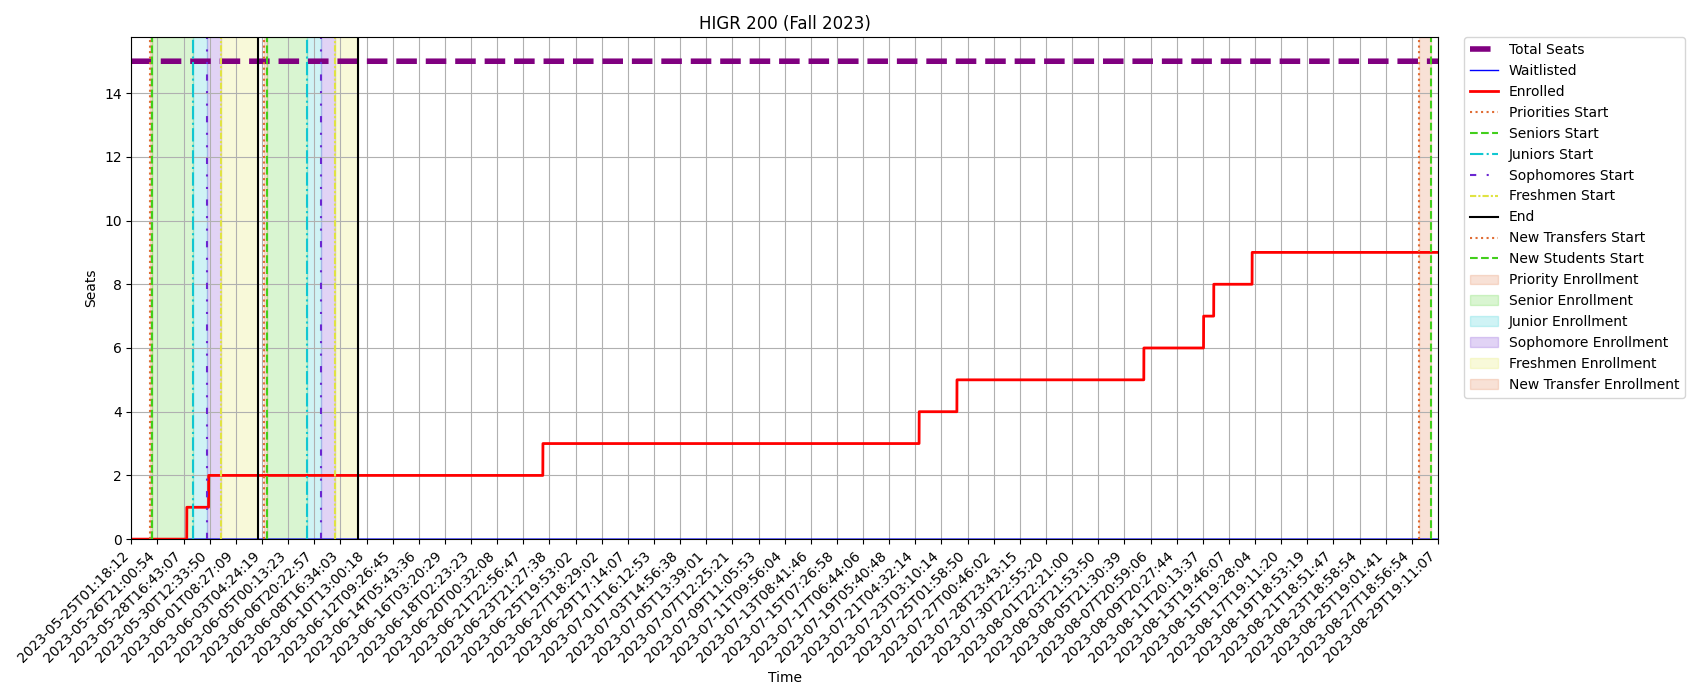 HIGR 200 (Fall 2023)
Seats
14
12
10
8
6
4
2
0
2023-05-25T01:18:12
2023-05-26T21:00:54
2023-05-28T16:43:07
2023-05-30T12:33:50
2023-06-01T08:27:09
2023-06-03T04:24:19
2023-06-05T00:13:23
2023-06-06T20:22:57
2023-06-08T16:34:03
2023-06-10T13:00:18
2023-06-12T09:26:45
2023-06-14T05:43:36
2023-06-16T03:20:29
2023-06-18T02:23:23
2023-06-20T00:32:08
2023-06-21T22:56:47
2023-06-23T21:27:38
2023-06-25T19:53:02
2023-06-27T18:29:02
2023-06-29T17:14:07
2023-07-01T16:12:53
2023-07-03T14:56:38
2023-07-05T13:39:01
2023-07-07T12:25:21
2023-07-09T11:05:53
2023-07-11T09:56:04
2023-07-13T08:41:46
2023-07-15T07:26:58
2023-07-17T06:44:06
2023-07-19T05:40:48
2023-07-21T04:32:14
2023-07-23T03:10:14
2023-07-25T01:58:50
2023-07-27T00:46:02
2023-07-28T23:43:15
2023-07-30T22:55:20
2023-08-01T22:21:00
2023-08-03T21:53:50
2023-08-05T21:30:39
2023-08-07T20:59:06
2023-08-09T20:27:44
2023-08-11T20:13:37
2023-08-13T19:46:07
2023-08-15T19:28:04
2023-08-17T19:11:20
2023-08-19T18:53:19
2023-08-21T18:51:47
2023-08-23T18:58:54
2023-08-25T19:01:41
2023-08-27T18:56:54
2023-08-29T19:11:07
Time
Total Seats
Waitlisted
Enrolled
Priorities Start
Seniors Start
Juniors Start
Sophomores Start
Freshmen Start
End
New Transfers Start
New Students Start
Priority Enrollment
Senior Enrollment
Junior Enrollment
Sophomore Enrollment
Freshmen Enrollment
New Transfer Enrollment